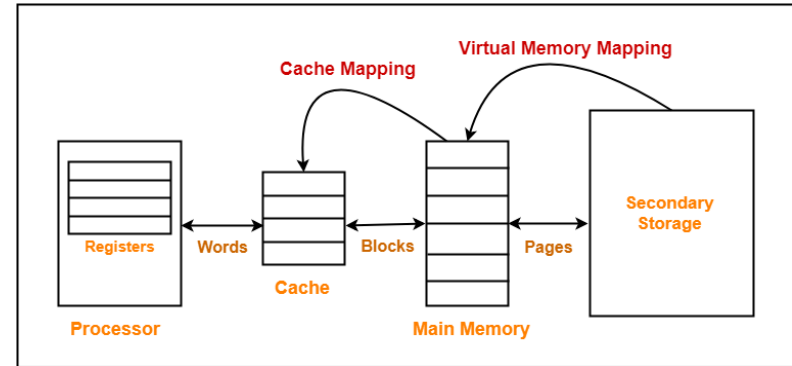 Virtual Memory Mapping
Cache Mapping
Registers
Words
Blocks
Pages
Secondary
Storage
Cache
Processor
Main Memory